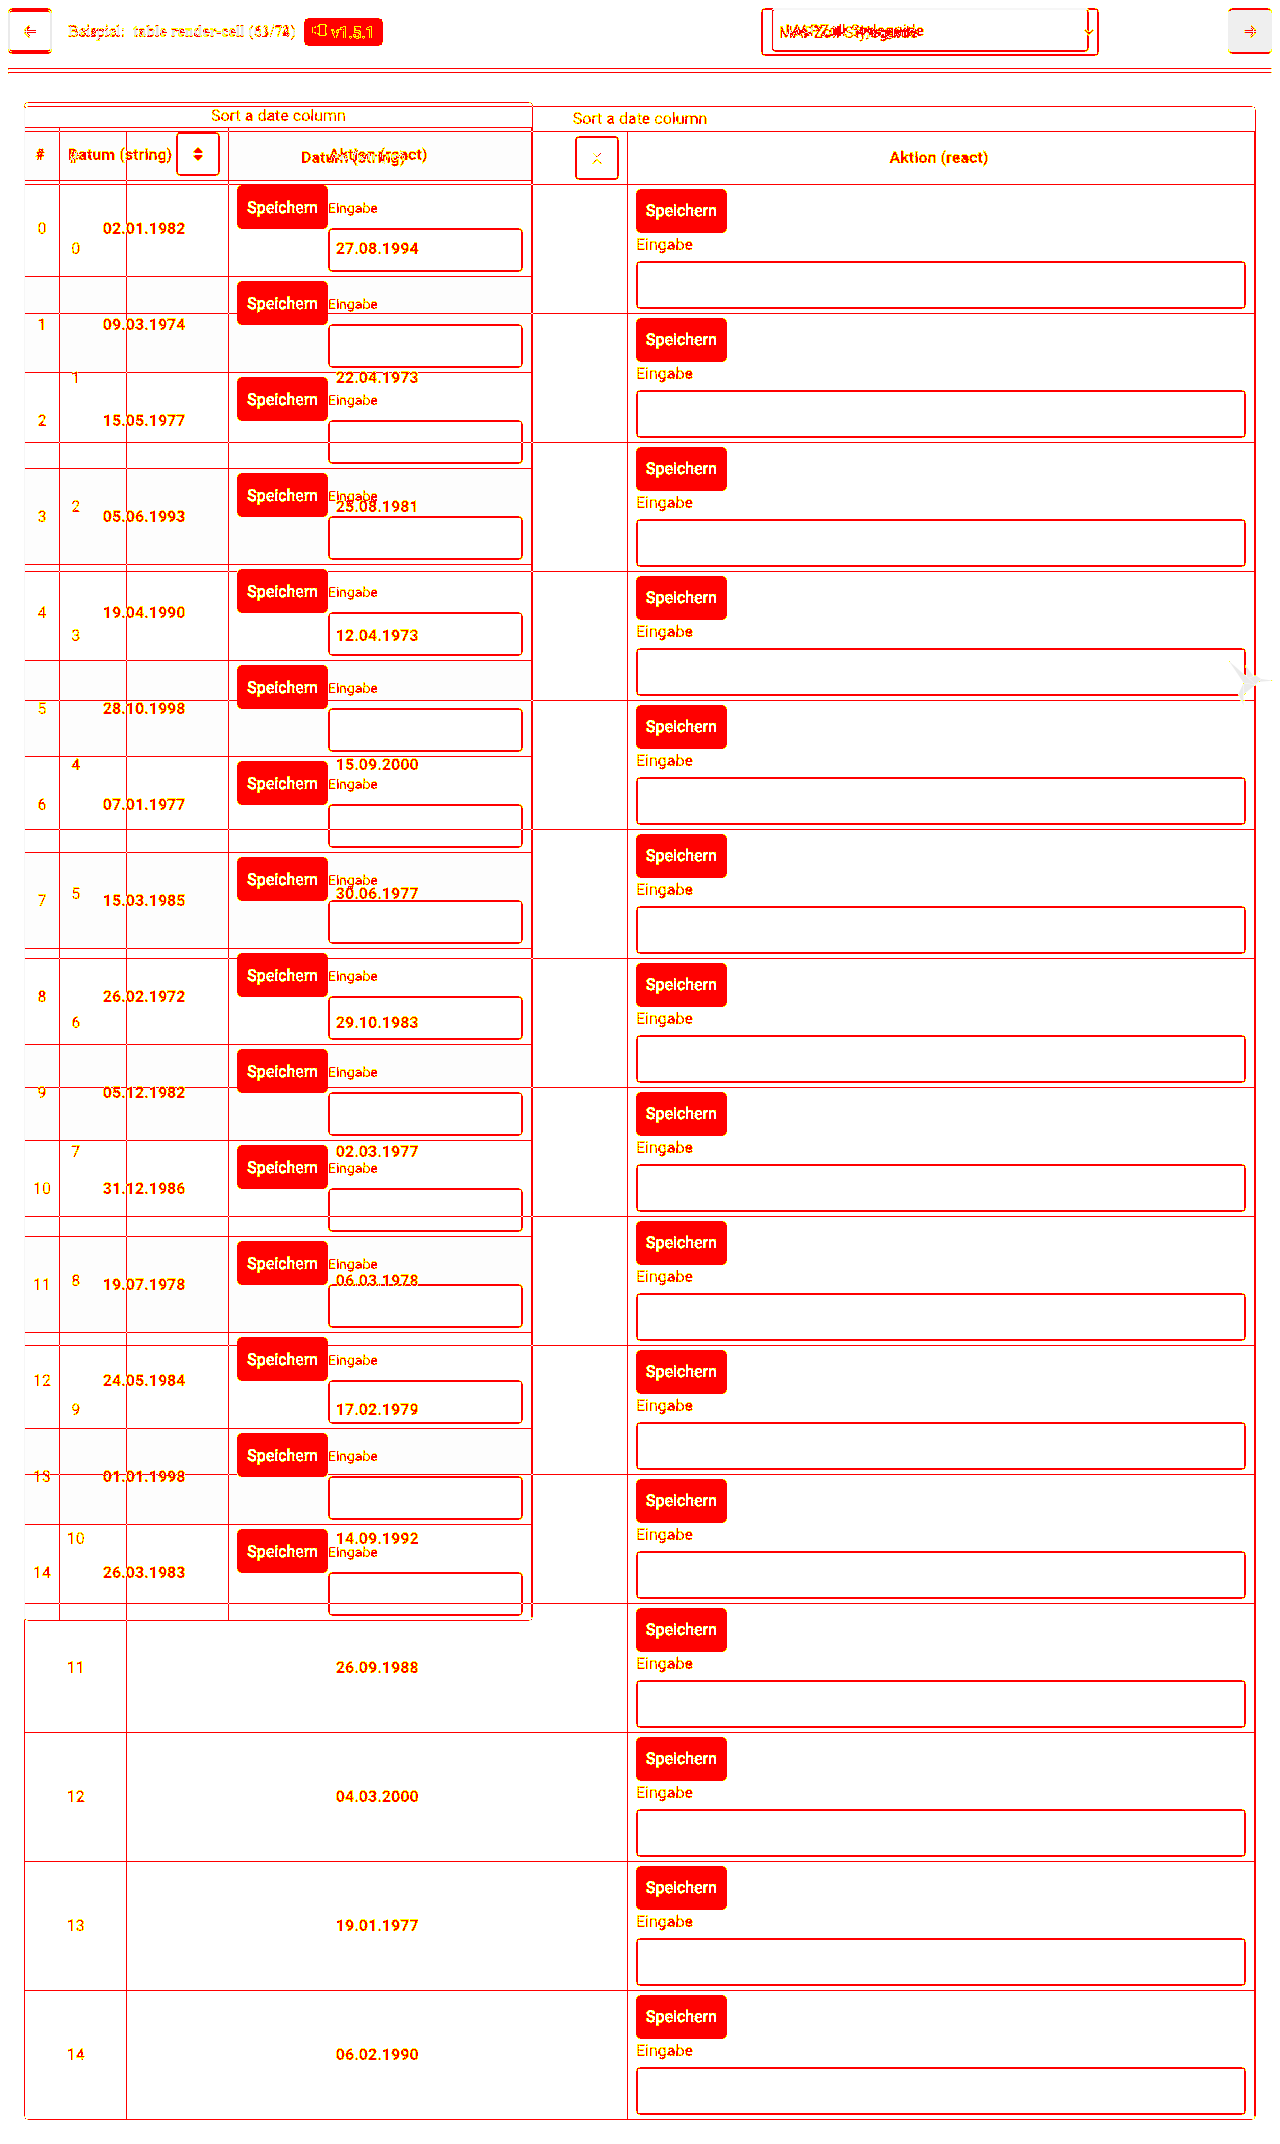 Beispiel: table render-cell (63/74) v1.5.1
Sort a date column
Sort a date column
# Datum (string) Aktion (react)
# Datum (string) Aktion (react)
Speichern Eingabe
Speichern
0 02.01.1982
Eingabe
0 27.08.1994
Speichern Eingabe
1 09.03.1974
Speichern
Eingabe
1 22.04.1973
Speichern Eingabe
2 15.05.1977
Speichern
Speichern Eingabe
Eingabe
2 25.08.1981
3 05.06.1993
Speichern Eingabe
Speichern
4 19.04.1990
Eingabe
3 12.04.1973
Speichern Eingabe
5 28.10.1998
Speichern
Eingabe
4 15.09.2000
Speichern Eingabe
6 07.01.1977
Speichern
Speichern Eingabe
Eingabe
5 30.06.1977
7 15.03.1985
Speichern Eingabe
Speichern
8 26.02.1972
Eingabe
6 29.10.1983
Speichern Eingabe
9 05.12.1982
Speichern
Eingabe
7 02.03.1977
Speichern Eingabe
10 31.12.1986
Speichern
Speichern Eingabe
Eingabe
8 06.03.1978
11 19.07.1978
Speichern Eingabe
Speichern
12 24.05.1984
Eingabe
9 17.02.1979
Speichern Eingabe
13 01.01.1998
Speichern
Eingabe
10 14.09.1992
Speichern Eingabe
14 26.03.1983
Speichern
Eingabe
11 26.09.1988
Speichern
Eingabe
12 04.03.2000
Speichern
Eingabe
13 19.01.1977
Speichern
Eingabe
14 06.02.1990